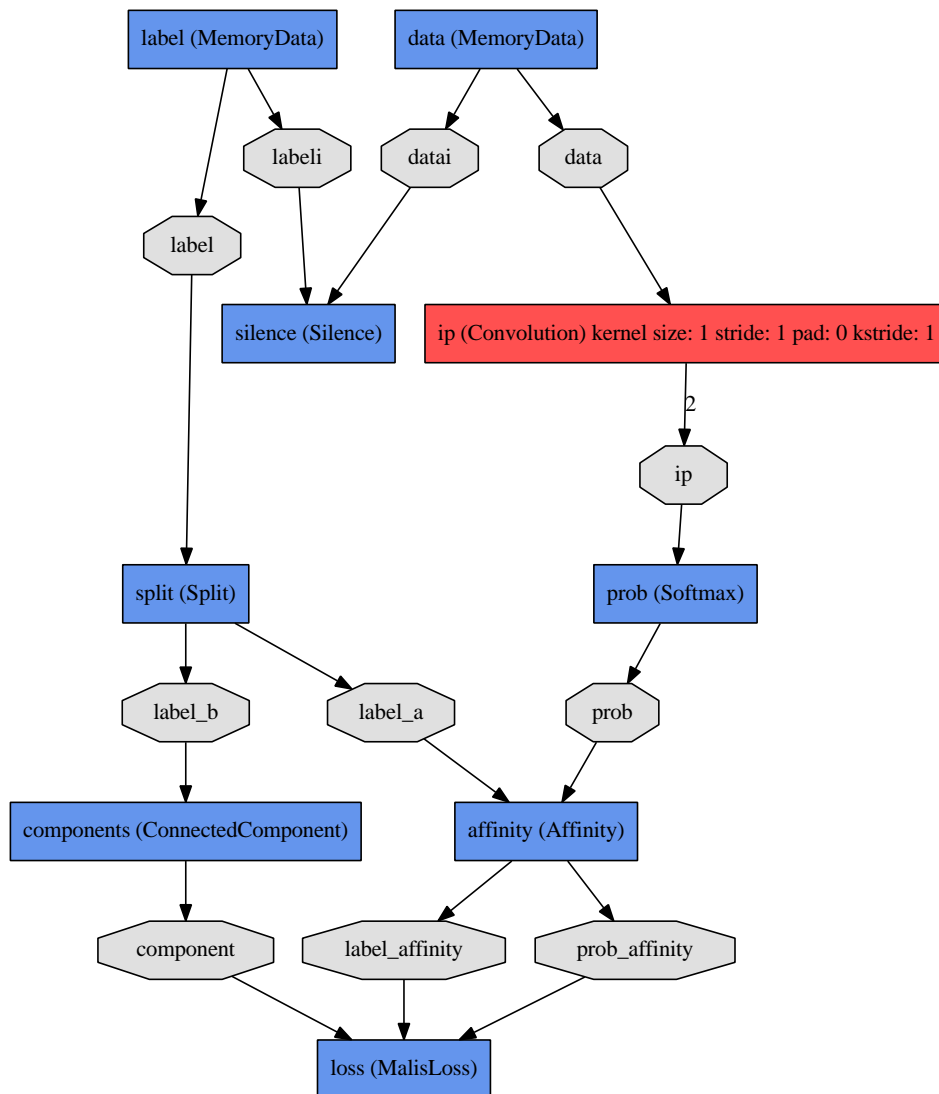 label (MemoryData)
data (MemoryData)
labeli
datai
data
label
silence (Silence)
ip (Convolution) kernel size: 1 stride: 1 pad: 0 kstride: 1
2
ip
split (Split)
prob (Softmax)
label_b
label_a
prob
components (ConnectedComponent)
affinity (Affinity)
component
label_affinity
prob_affinity
loss (MalisLoss)